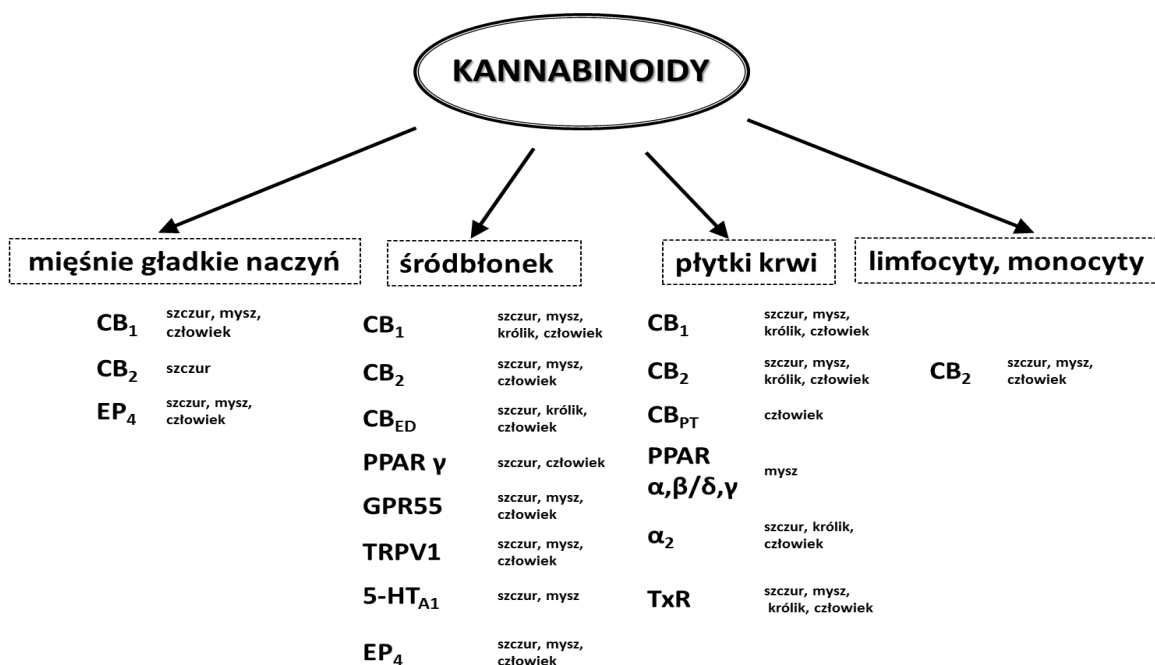 KANNABINOIDY
mięśnie gładkie naczyń
CB₁ szczur, mysz,
człowiek
CB₂ szczur
EP₄ szczur, mysz,
człowiek
śródbłonek
CB₁ szczur, mysz,
królik, człowiek
CB₂ szczur, mysz,
człowiek
CB_ED szczur, królik,
człowiek
PPAR γ szczur, człowiek
GPR55 szczur, mysz,
człowiek
TRPV1 szczur, mysz,
człowiek
5-HT_A1 szczur, mysz
EP₄ szczur, mysz,
człowiek
płytki krwi
CB₁ szczur, mysz,
królik, człowiek
CB₂ szczur, mysz,
królik, człowiek
CB_PT człowiek
PPAR
α,β/δ,γ mysz
α₂ szczur, królik,
człowiek
TxR szczur, mysz,
królik, człowiek
limfocyty, monocyty
CB₂ szczur, mysz,
człowiek